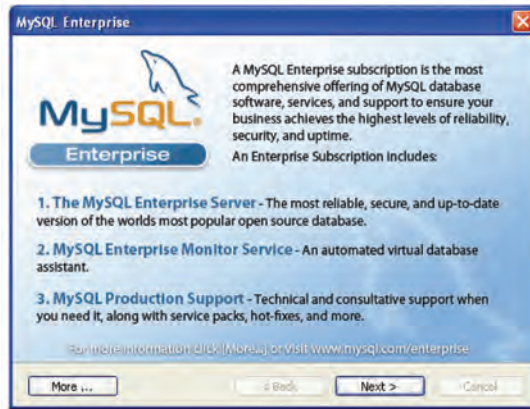 MySQL Enterprise
MySQL®
Enterprise
A MySQL Enterprise subscription is the most
comprehensive offering of MySQL database
software, services, and support to ensure your
business achieves the highest levels of reliability,
security, and uptime.
An Enterprise Subscription includes:
1. The MySQL Enterprise Server - The most reliable, secure, and up-to-date
version of the worlds most popular open source database.
2. MySQL Enterprise Monitor Service - An automated virtual database
assistant.
3. MySQL Production Support - Technical and consultative support when
you need it, along with service packs, hot-fixes, and more.
For more information click [More...] or visit www.mysql.com/enterprise
More ...
< Back
Next >
Cancel